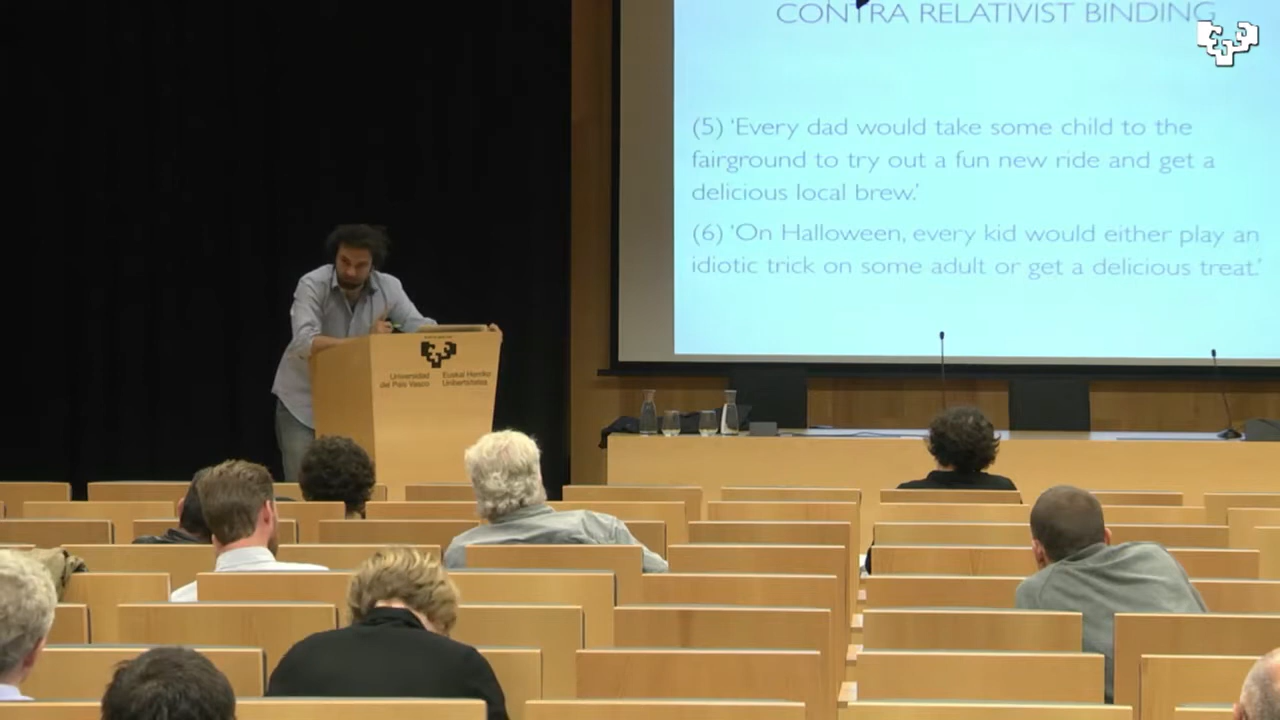 CONTRA RELATIVIST BINDING
(5) ‘Every dad would take some child to the
fairground to try out a fun new ride and get a
delicious local brew.’
(6) ‘On Halloween, every kid would either play an
idiotic trick on some adult or get a delicious treat.’
Universidad
del País Vasco
Euskal Herriko
Unibertsitatea